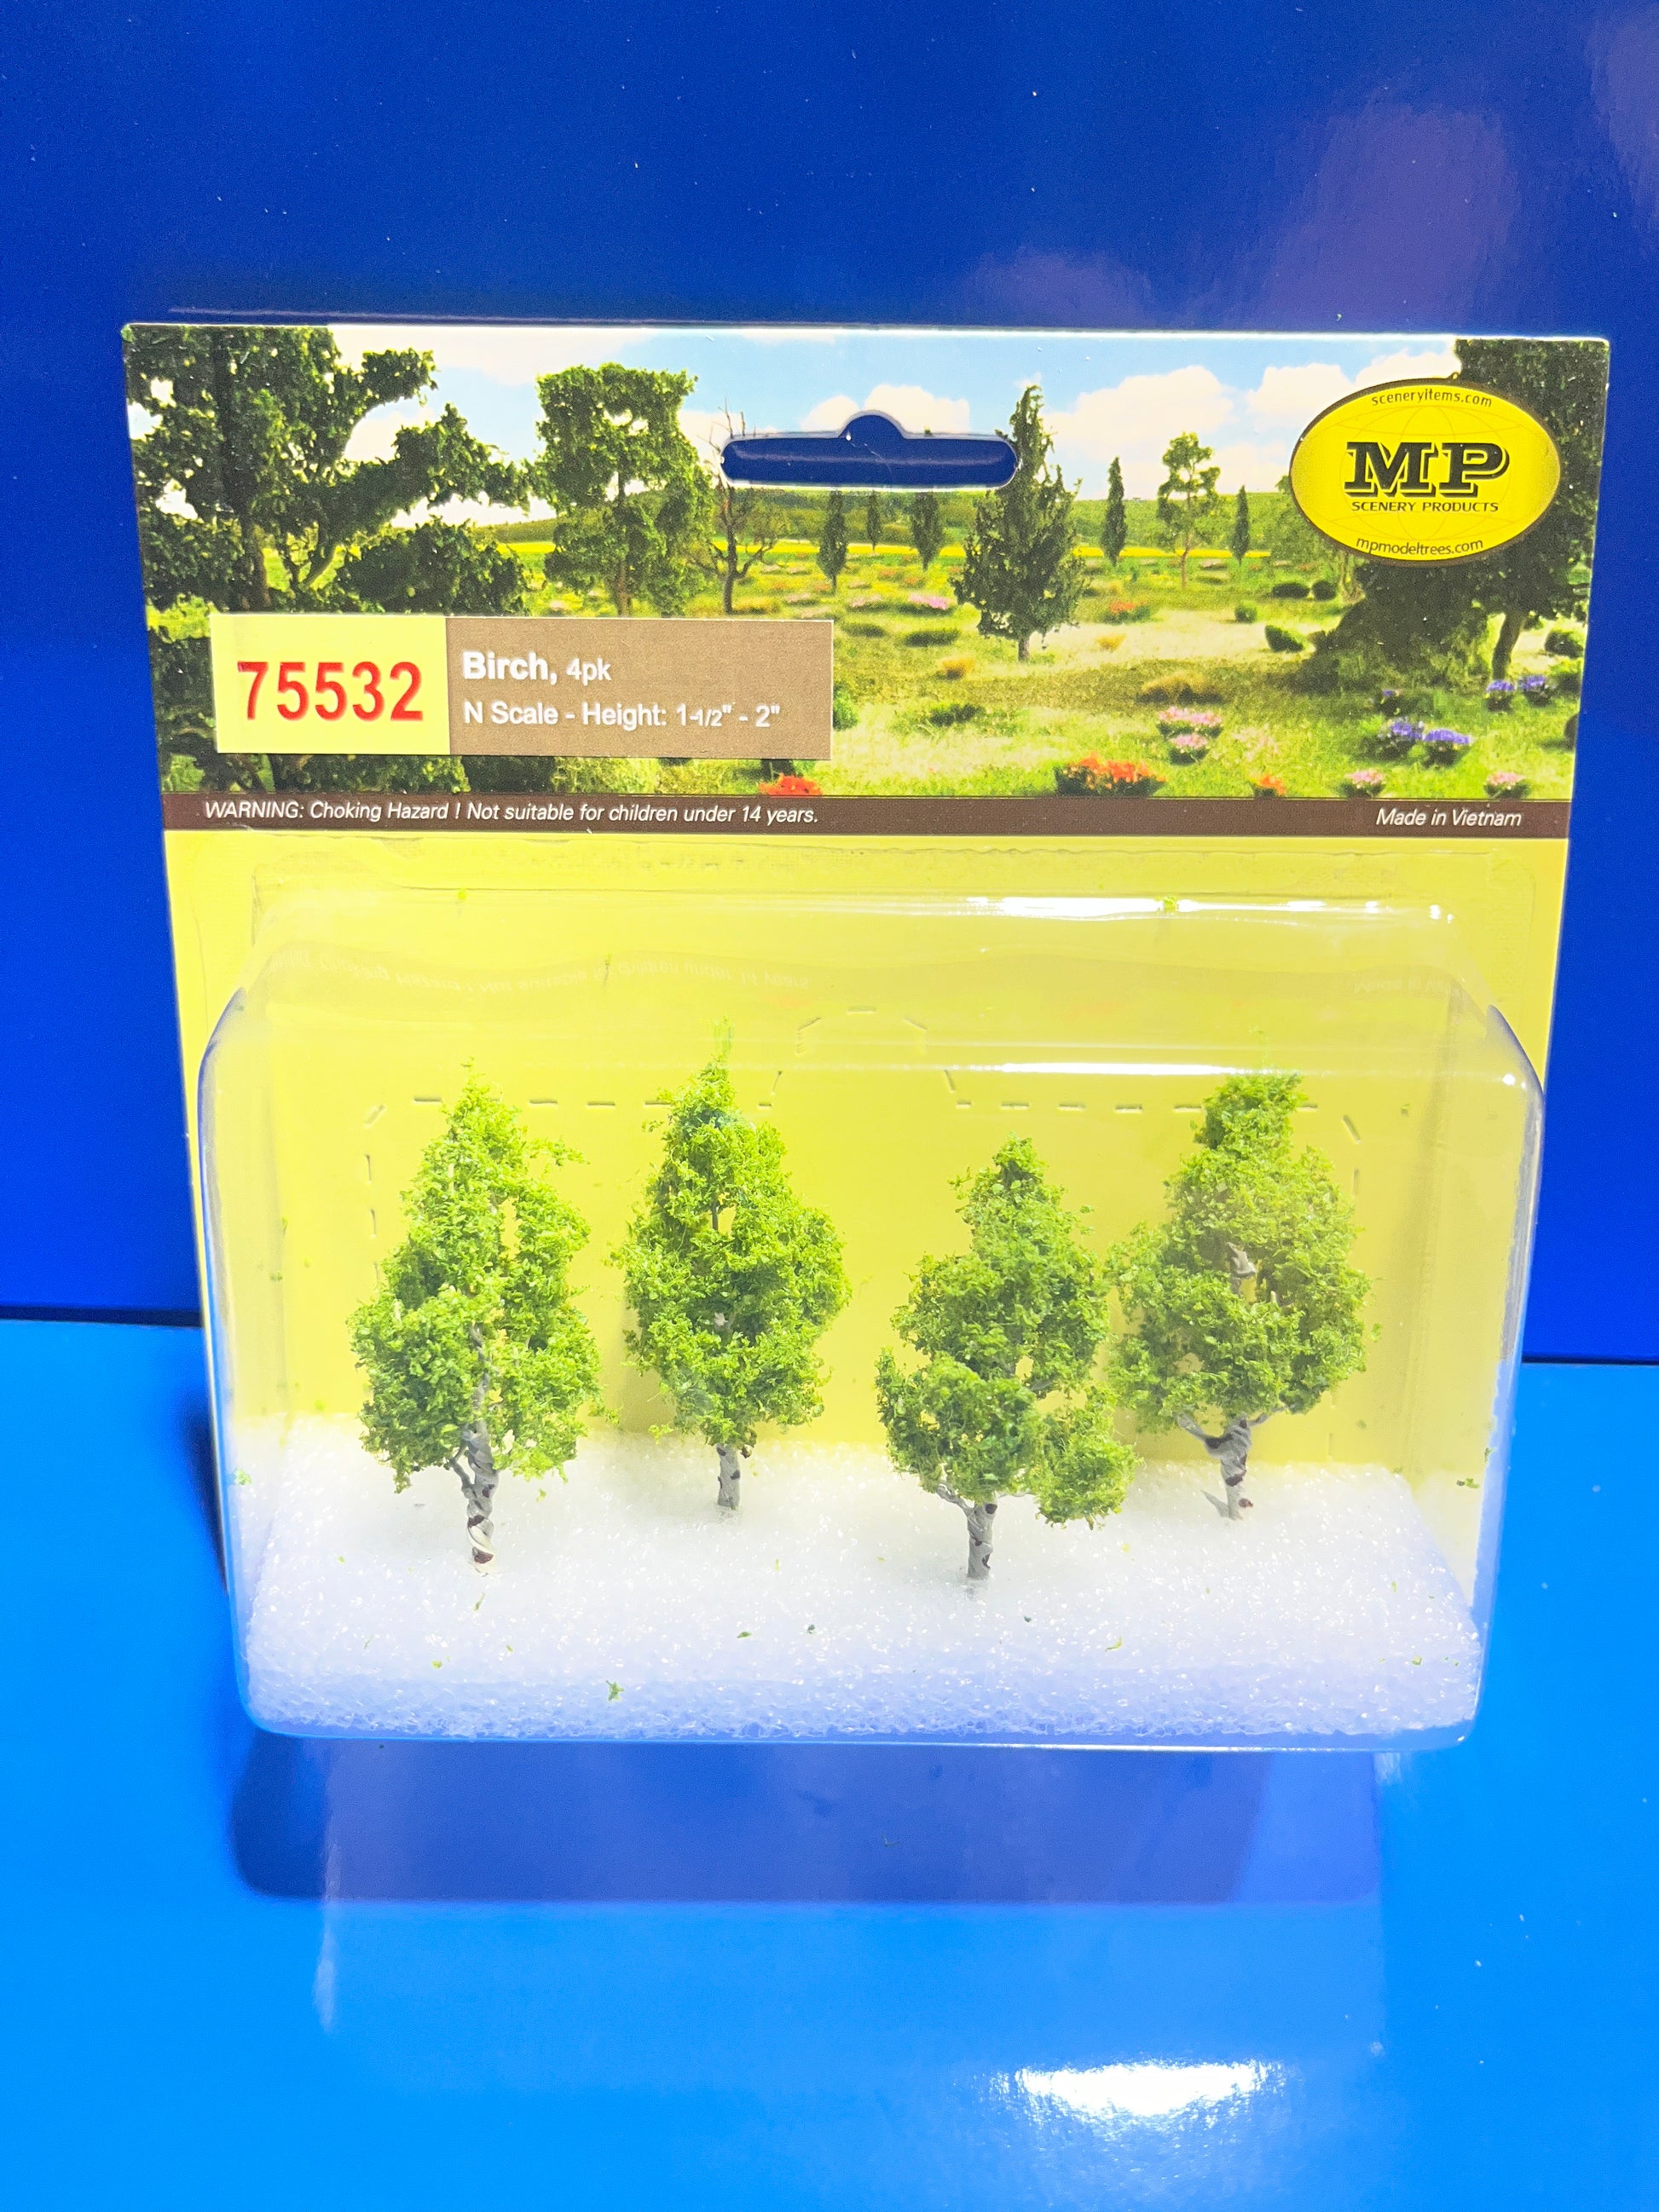 sceneryitems.com
MP
SCENERY PRODUCTS
mpmodeltrees.com
75532
Birch, 4pk
N Scale - Height: 1-1/2" - 2"
WARNING: Choking Hazard ! Not suitable for children under 14 years.
Made in Vietnam